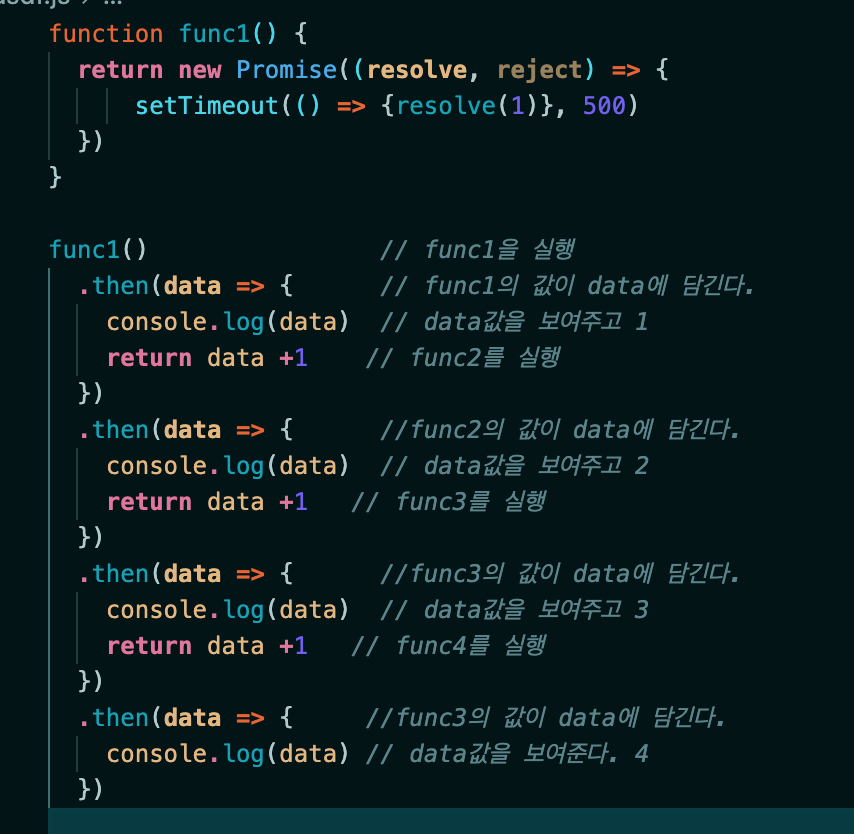 function func1() {
return new Promise((resolve, reject) => {
setTimeout(() => {resolve(1)}, 500)
})
}
func1() // func1을 실행
.then(data => { // func1의 값이 data에 담긴다.
console.log(data) // data값을 보여주고 1
return data +1 // func2를 실행
})
.then(data => { //func2의 값이 data에 담긴다.
console.log(data) // data값을 보여주고 2
return data +1 // func3를 실행
})
.then(data => { //func3의 값이 data에 담긴다.
console.log(data) // data값을 보여주고 3
return data +1 // func4를 실행
})
.then(data => { //func3의 값이 data에 담긴다.
console.log(data) // data값을 보여준다. 4
})